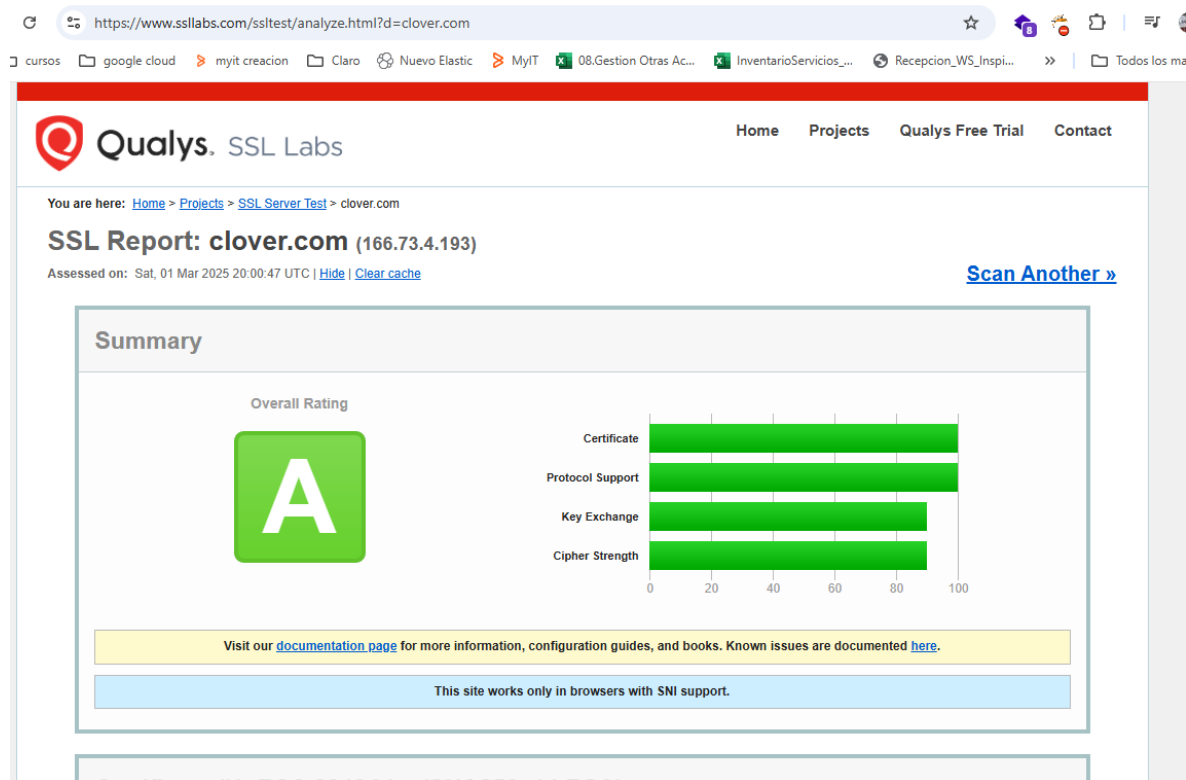 https://www.ssllabs.com/ssltest/analyze.html?d=clover.com
8
cursos google cloud myit creacion Claro Nuevo Elastic MyIT 08.Gestion Otras Ac... InventarioServicios_... Recepcion_WS_Inspi... » Todos los ma
Qualys. SSL Labs
Home Projects Qualys Free Trial Contact
You are here: Home > Projects > SSL Server Test > clover.com
SSL Report: clover.com (166.73.4.193)
Assessed on: Sat, 01 Mar 2025 20:00:47 UTC | Hide | Clear cache
Scan Another »
Summary
Overall Rating
A
Certificate
Protocol Support
Key Exchange
Cipher Strength
0 20 40 60 80 100
Visit our documentation page for more information, configuration guides, and books. Known issues are documented here.
This site works only in browsers with SNI support.